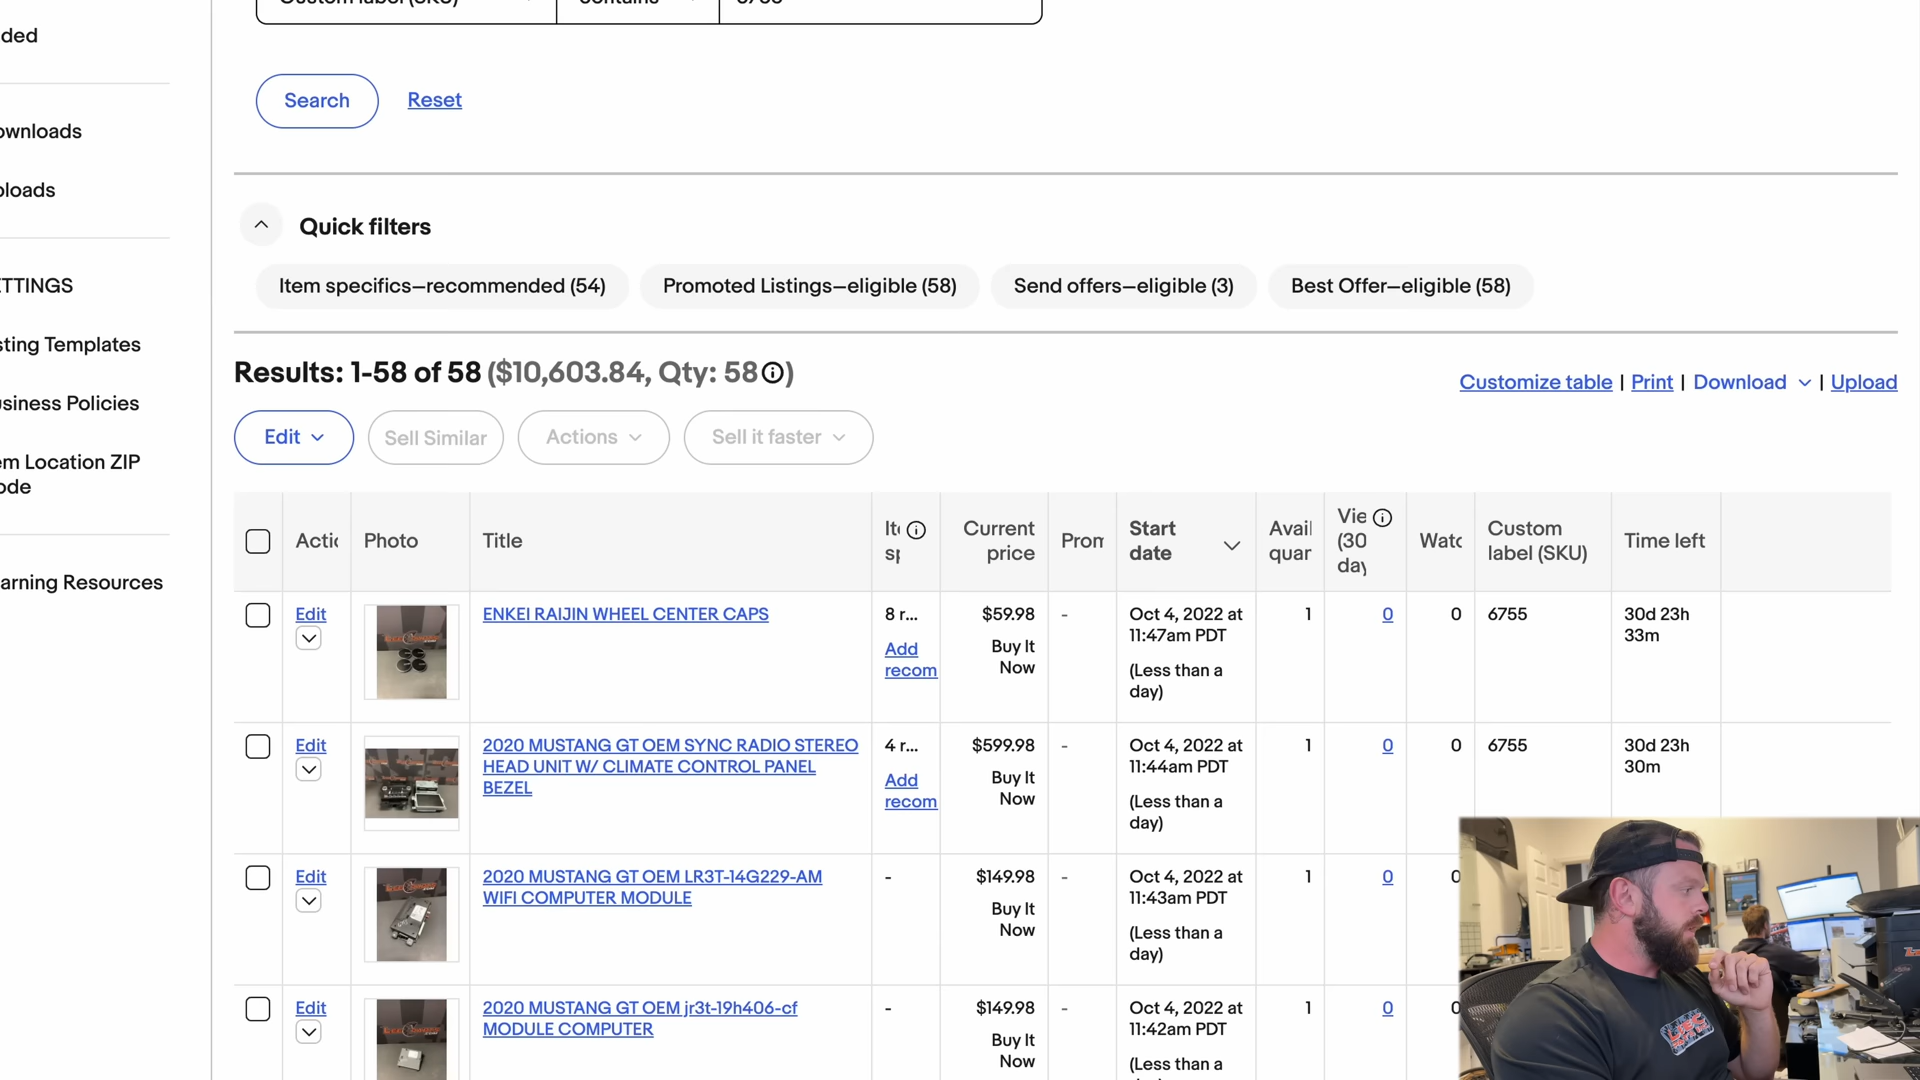 ded
ownloads
ploads
ETTINGS
sting Templates
usiness Policies
em Location ZIP
ode
arning Resources
Search
Reset
Quick filters
Item specifics—recommended (54)
Promoted Listings—eligible (58)
Send offers—eligible (3)
Best Offer—eligible (58)
Results: 1-58 of 58 ($10,603.84, Qty: 58)
Customize table | Print | Download | Upload
Edit
Sell Similar
Actions
Sell it faster
Photo
Title
Current
price
Prom
Start
date
Avail
quar
Vie
(30
day
Watc
Custom
label (SKU)
Time left
Edit
ENKEI RAIJIN WHEEL CENTER CAPS
8 r...
Add
recom
$59.98
Buy It
Now
-
Oct 4, 2022 at
11:47am PDT
(Less than a
day)
1
0
0
6755
30d 23h
33m
Edit
2020 MUSTANG GT OEM SYNC RADIO STEREO
HEAD UNIT W/ CLIMATE CONTROL PANEL
BEZEL
4 r...
Add
recom
$599.98
Buy It
Now
-
Oct 4, 2022 at
11:44am PDT
(Less than a
day)
1
0
0
6755
30d 23h
30m
Edit
2020 MUSTANG GT OEM LR3T-14G229-AM
WIFI COMPUTER MODULE
-
$149.98
Buy It
Now
-
Oct 4, 2022 at
11:43am PDT
(Less than a
day)
1
0
0
Edit
2020 MUSTANG GT OEM jr3t-19h406-cf
MODULE COMPUTER
-
$149.98
Buy It
Now
-
Oct 4, 2022 at
11:42am PDT
(Less than a
1
0
0